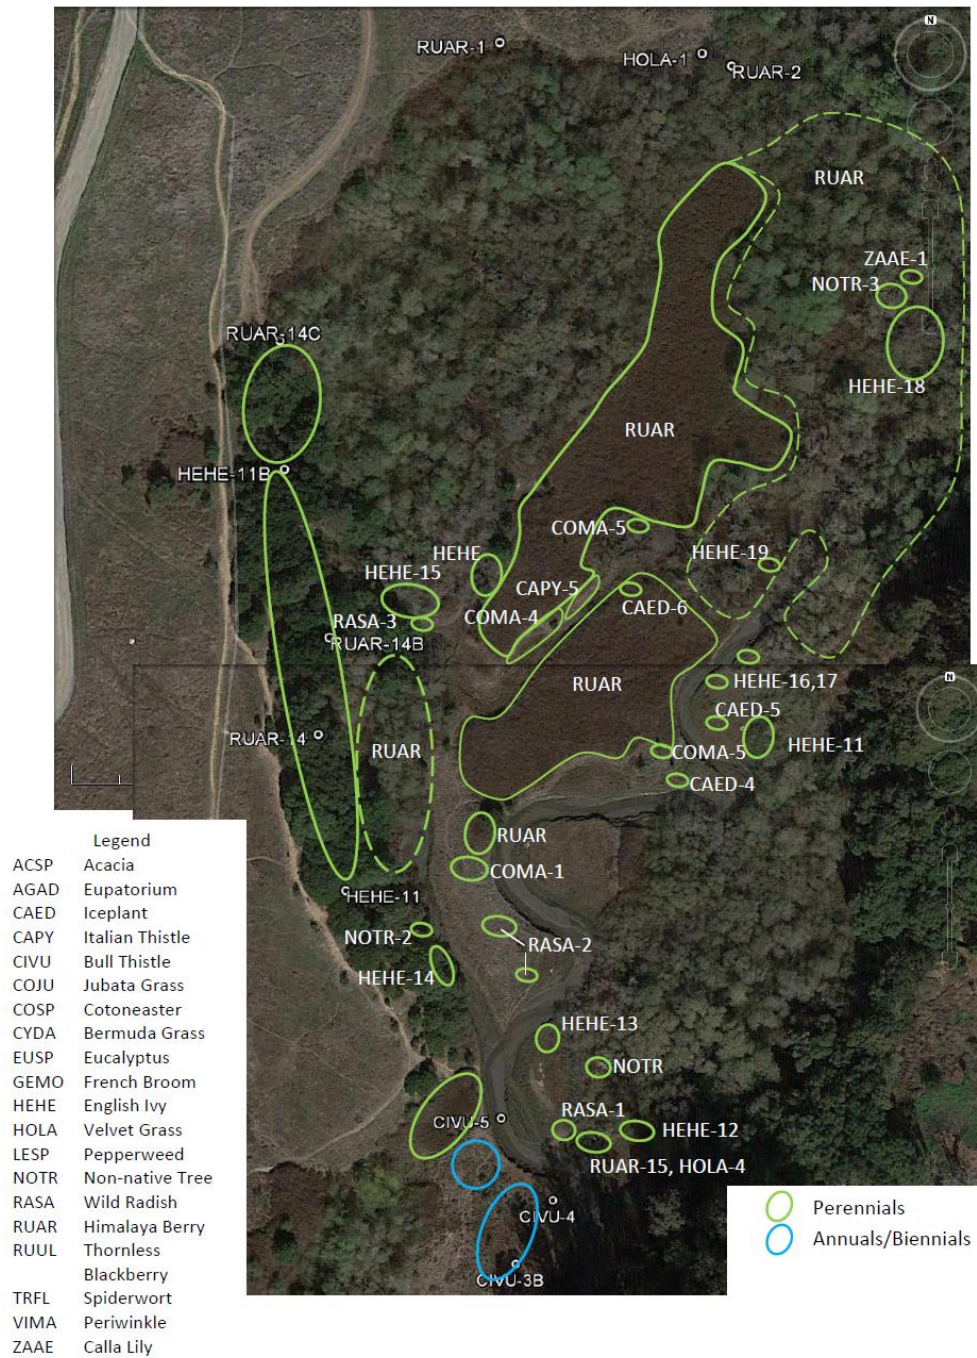 N
RUAR-1
HOLA-1
RUAR-2
RUAR
ZAAE-1
NOTR-3
RUAR-14C
HEHE-18
RUAR
HEHE-11B
COMA-5
HEHE
HEHE-19
HEHE-15
CAPY-5
CAED-6
RASA-3
COMA-4
RUAR-14B
N
RUAR
HEHE-16,17
CAED-5
RUAR-14
RUAR
COMA-5
HEHE-11
CAED-4
RUAR
COMA-1
HEHE-11
NOTR-2
RASA-2
HEHE-14
HEHE-13
NOTR
RASA-1
CIVU-5
HEHE-12
RUAR-15, HOLA-4
CIVU-4
CIVU-3B
Legend
ACSP Acacia
AGAD Eupatorium
CAED Iceplant
CAPY Italian Thistle
CIVU Bull Thistle
COJU Jubata Grass
COSP Cotoneaster
CYDA Bermuda Grass
EUSP Eucalyptus
GEMO French Broom
HEHE English Ivy
HOLA Velvet Grass
LESP Pepperweed
NOTR Non-native Tree
RASA Wild Radish
RUAR Himalaya Berry
RUUL Thornless
Blackberry
TRFL Spiderwort
VIMA Periwinkle
ZAAE Calla Lily
Perennials
Annuals/Biennials